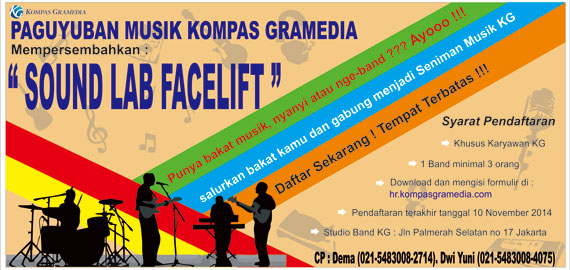 KOMPAS GRAMEDIA
PAGUYUBAN MUSIK KOMPAS GRAMEDIA
Mempersembahkan :
“ SOUND LAB FACELIFT ”
Punya bakat musik, nyanyi atau nge-band ??? Ayooo !!!
salurkan bakat kamu dan gabung menjadi Seniman Musik KG
Daftar Sekarang ! Tempat Terbatas !!!
Syarat Pendaftaran
Khusus Karyawan KG
1 Band minimal 3 orang
Download dan mengisi formulir di :
hr.kompasgramedia.com
Pendaftaran terakhir tanggal 10 November 2014
Studio Band KG : Jln Palmerah Selatan no 17 Jakarta
CP : Dema (021-5483008-2714), Dwi Yuni (021-5483008-4075)